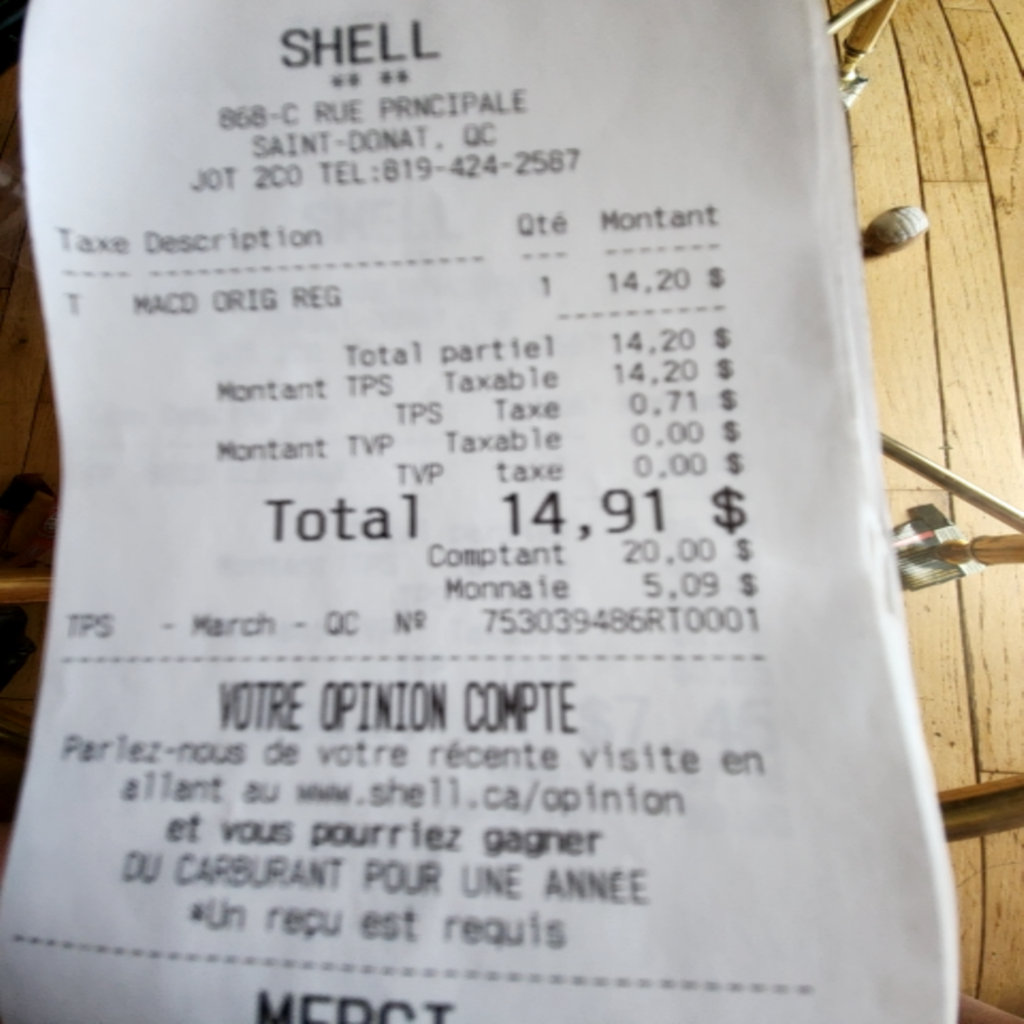 SHELL
** **
868-C RUE PRNCIPALE
SAINT-DONAT, QC
JOT 2C0 TEL:819-424-2587
Taxe Description Qté Montant
---- -------------------- --- -------
T MACD ORIG REG 1 14,20 $
----------
Total partiel 14,20 $
Montant TPS Taxable 14,20 $
TPS Taxe 0,71 $
Montant TVP Taxable 0,00 $
TVP taxe 0,00 $
Total 14,91 $
Comptant 20,00 $
Monnaie 5,09 $
TPS - March - QC Nº 753039486RT0001
VOTRE OPINION COMPTE
Parlez-nous de votre récente visite en
allant au www.shell.ca/opinion
et vous pourriez gagner
DU CARBURANT POUR UNE ANNEE
*Un reçu est requis
MERCI